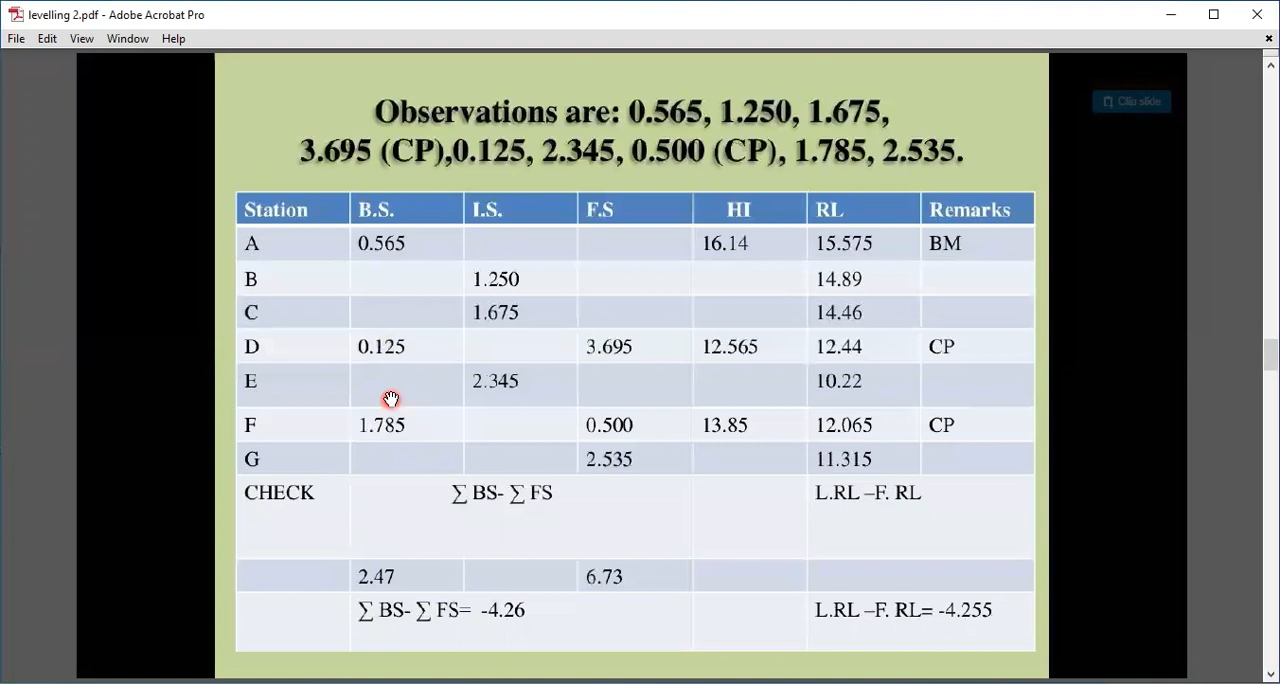 levelling 2.pdf - Adobe Acrobat Pro
File Edit View Window Help
Clip slide
Observations are: 0.565, 1.250, 1.675,
3.695 (CP),0.125, 2.345, 0.500 (CP), 1.785, 2.535.
Station B.S. I.S. F.S HI RL Remarks
A 0.565 16.14 15.575 BM
B 1.250 14.89
C 1.675 14.46
D 0.125 3.695 12.565 12.44 CP
E 2.345 10.22
F 1.785 0.500 13.85 12.065 CP
G 2.535 11.315
CHECK ∑ BS- ∑ FS L.RL –F. RL
2.47 6.73
∑ BS- ∑ FS= -4.26 L.RL –F. RL= -4.255